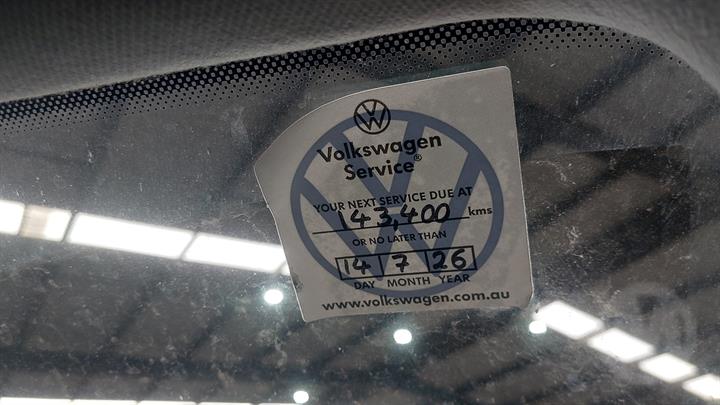 Volkswagen
Service®
YOUR NEXT SERVICE DUE AT
143,400 kms
OR NO LATER THAN
14 7 26
DAY MONTH YEAR
www.volkswagen.com.au